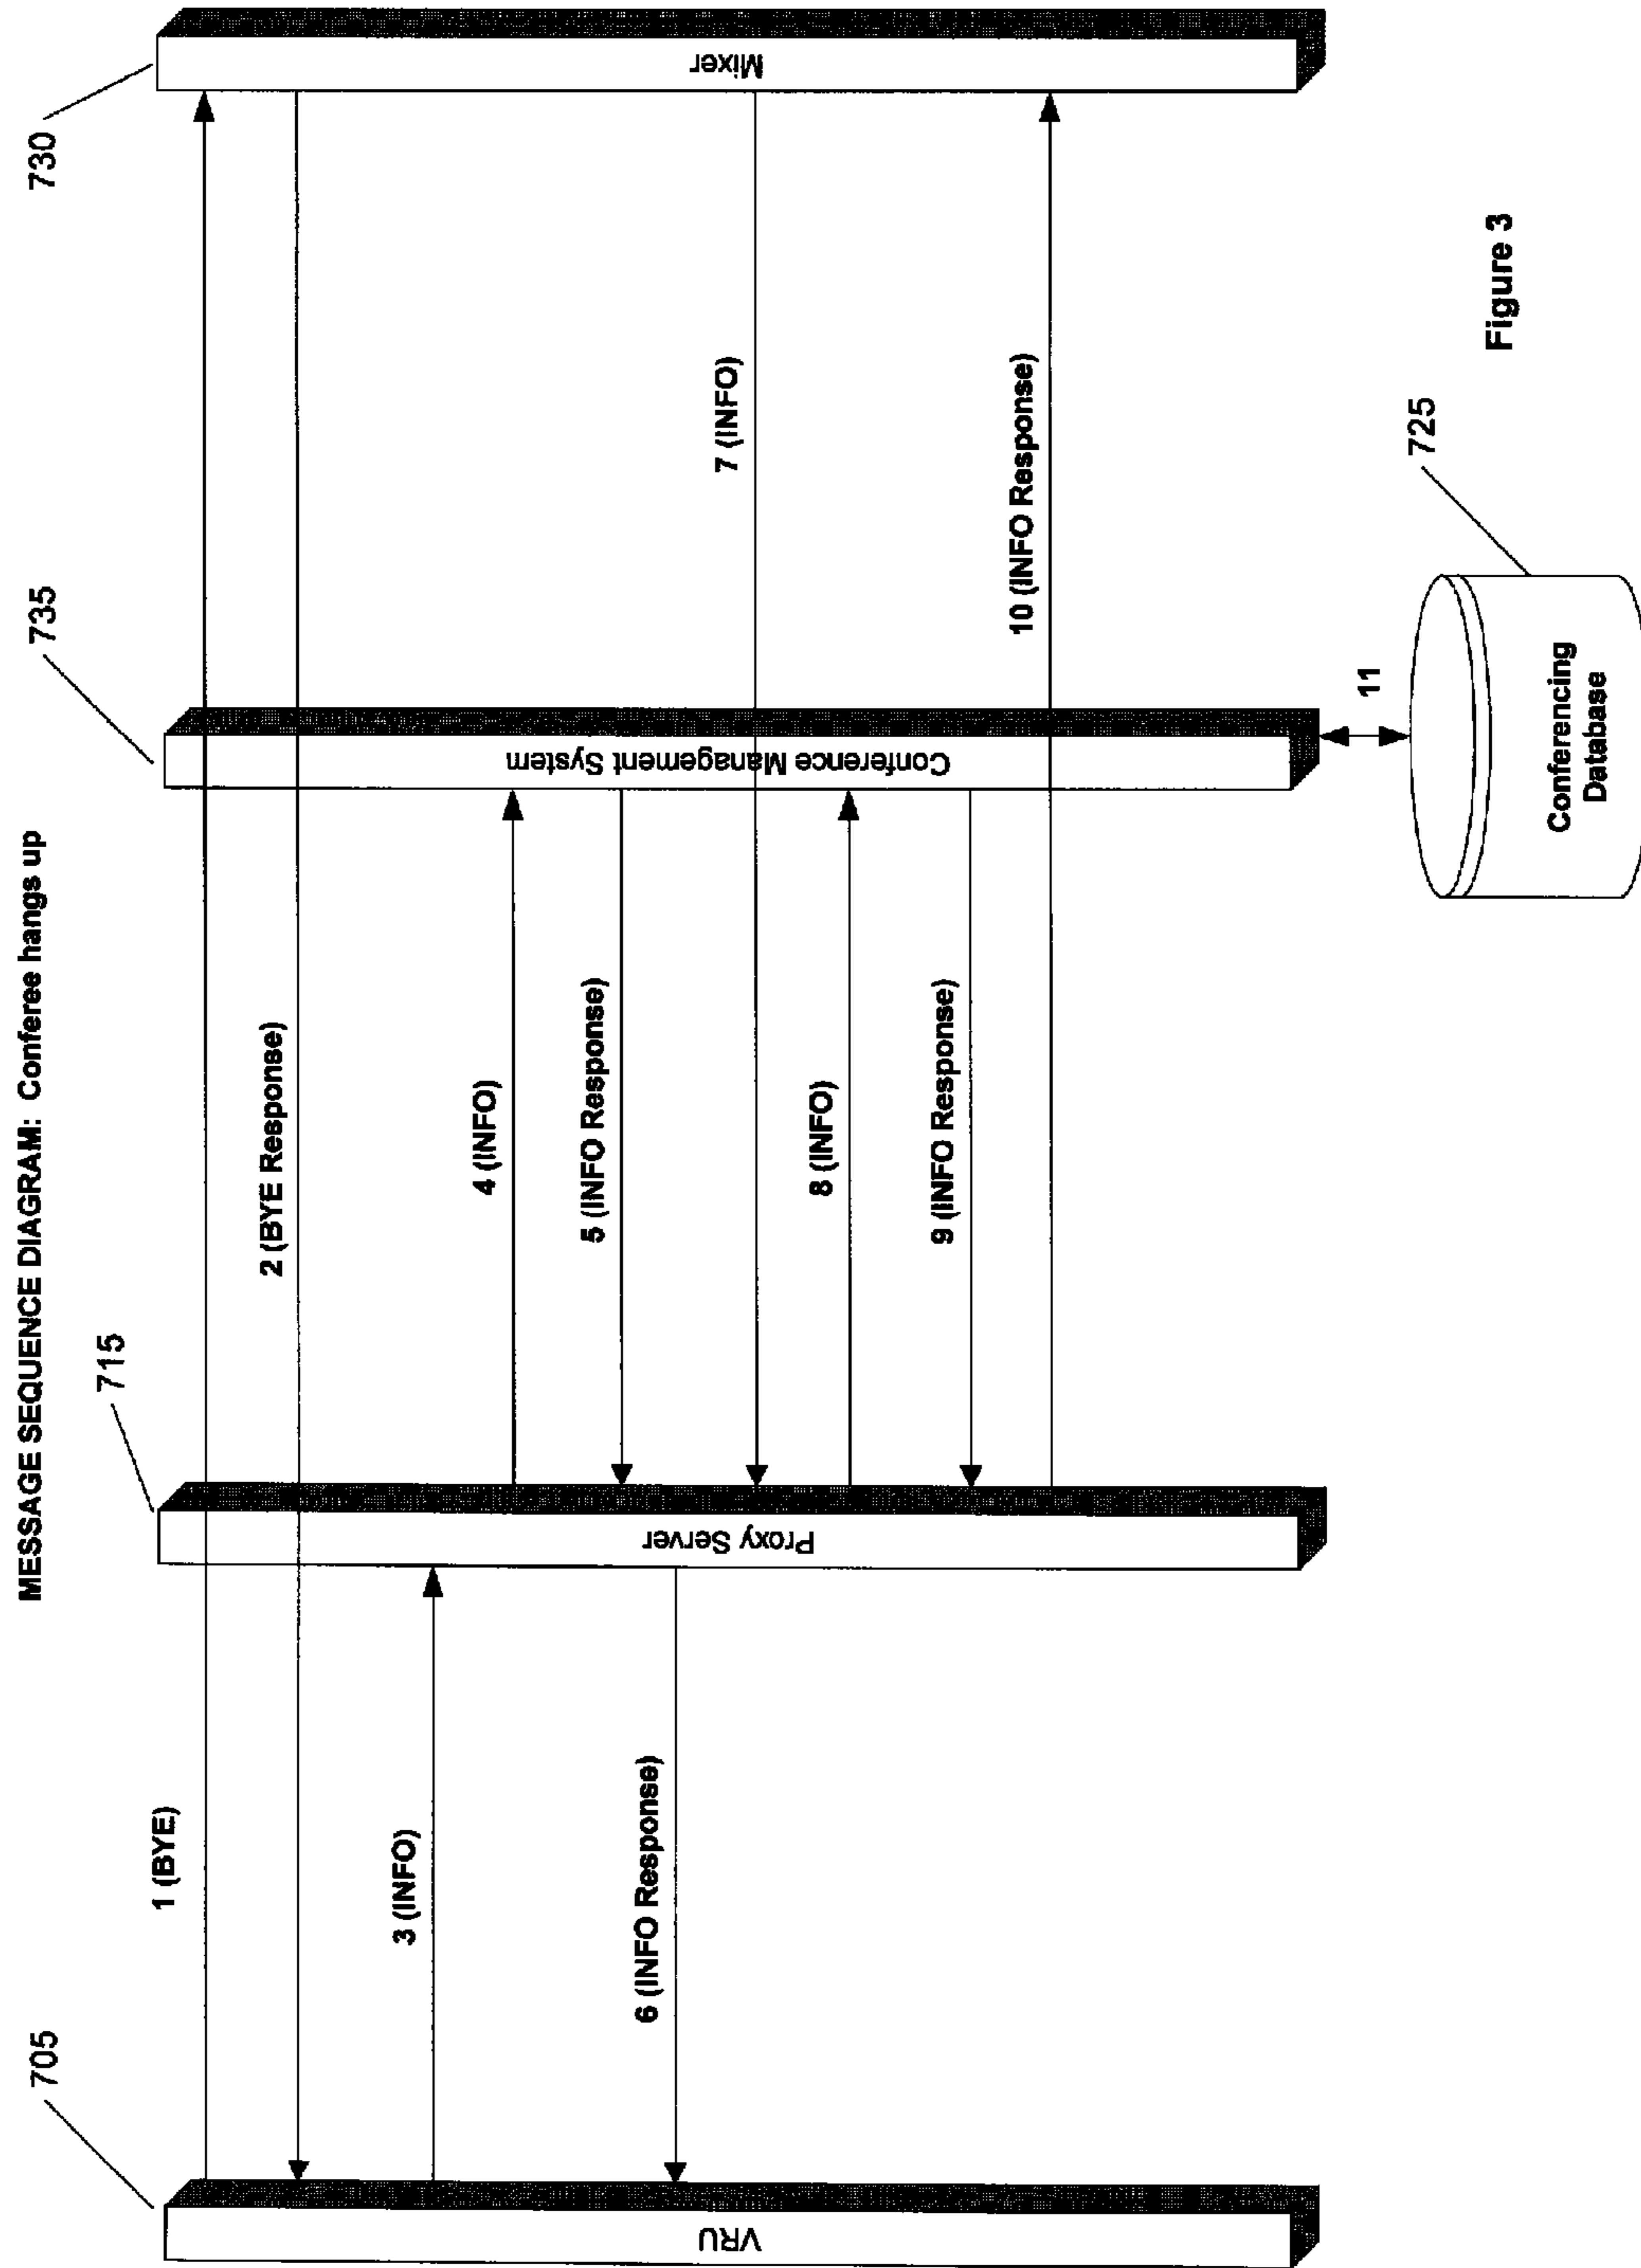 MESSAGE SEQUENCE DIAGRAM: Conferee hangs up
705
715
735
730
VRU
Proxy Server
Conference Management System
Mixer
1 (BYE)
2 (BYE Response)
3 (INFO)
4 (INFO)
5 (INFO Response)
6 (INFO Response)
7 (INFO)
8 (INFO)
9 (INFO Response)
10 (INFO Response)
11
Conferencing
Database
725
Figure 3